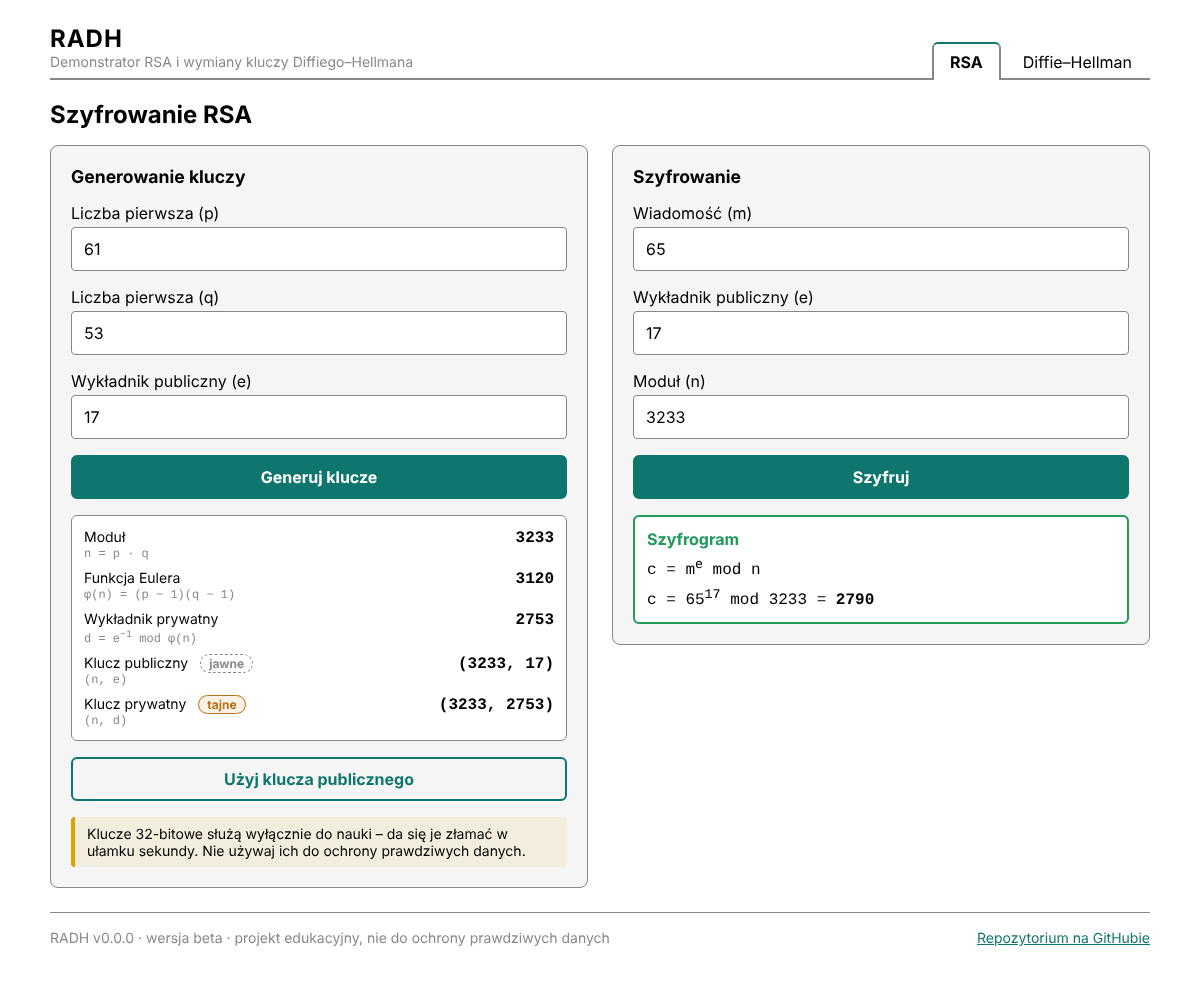 RADH
Demonstrator RSA i wymiany kluczy Diffiego–Hellmana
RSA
Diffie–Hellman
Szyfrowanie RSA
Generowanie kluczy
Liczba pierwsza (p)
61
Liczba pierwsza (q)
53
Wykładnik publiczny (e)
17
Generuj klucze
Moduł 3233
n = p · q
Funkcja Eulera 3120
φ(n) = (p − 1)(q − 1)
Wykładnik prywatny 2753
d = e⁻¹ mod φ(n)
Klucz publiczny jawne (3233, 17)
(n, e)
Klucz prywatny tajne (3233, 2753)
(n, d)
Użyj klucza publicznego
Klucze 32-bitowe służą wyłącznie do nauki – da się je złamać w
ułamku sekundy. Nie używaj ich do ochrony prawdziwych danych.
Szyfrowanie
Wiadomość (m)
65
Wykładnik publiczny (e)
17
Moduł (n)
3233
Szyfruj
Szyfrogram
c = mᵉ mod n
c = 65¹⁷ mod 3233 = 2790
RADH v0.0.0 · wersja beta · projekt edukacyjny, nie do ochrony prawdziwych danych
Repozytorium na GitHubie